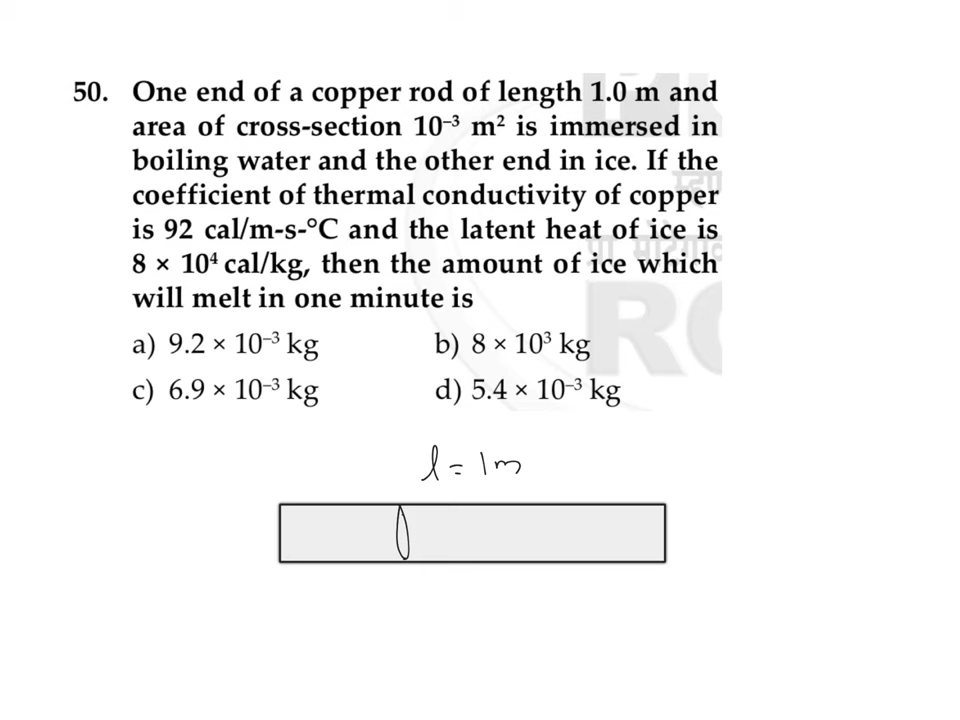 50. One end of a copper rod of length 1.0 m and
area of cross-section 10⁻³ m² is immersed in
boiling water and the other end in ice. If the
coefficient of thermal conductivity of copper
is 92 cal/m-s-°C and the latent heat of ice is
8 × 10⁴ cal/kg, then the amount of ice which
will melt in one minute is
a) 9.2 × 10⁻³ kg b) 8 × 10³ kg
c) 6.9 × 10⁻³ kg d) 5.4 × 10⁻³ kg
l = 1m